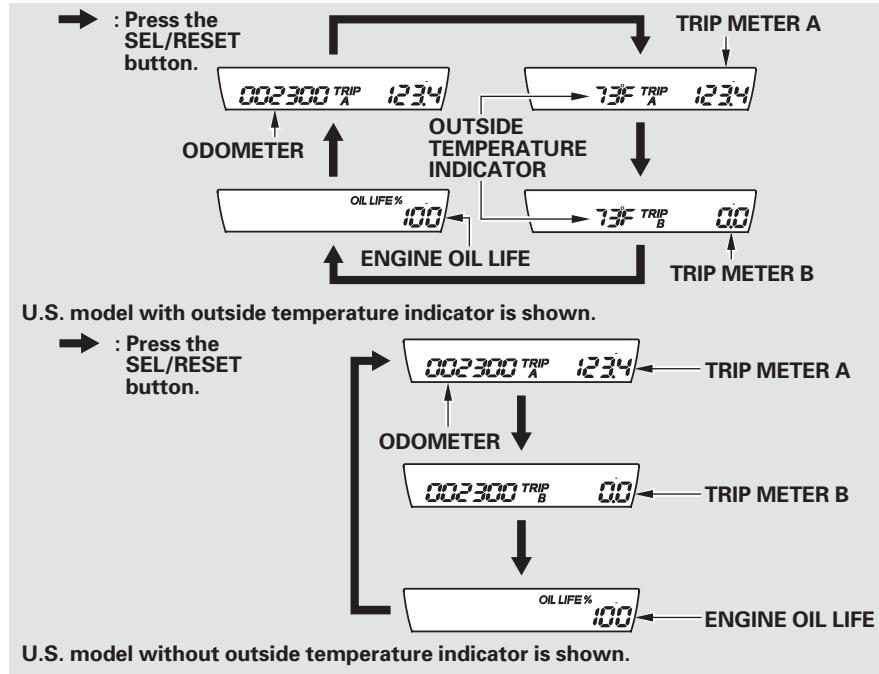 : Press the
SEL/RESET
button.
TRIP METER A
002300 TRIP A 123.4
73°F TRIP A 123.4
ODOMETER
OUTSIDE
TEMPERATURE
INDICATOR
OIL LIFE %
100
73°F TRIP B 0.0
ENGINE OIL LIFE
TRIP METER B
U.S. model with outside temperature indicator is shown.
: Press the
SEL/RESET
button.
002300 TRIP A 123.4
TRIP METER A
ODOMETER
002300 TRIP B 0.0
TRIP METER B
OIL LIFE %
100
ENGINE OIL LIFE
U.S. model without outside temperature indicator is shown.